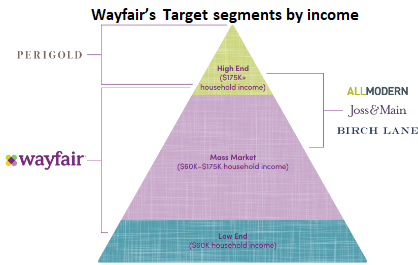 Wayfair's Target segments by income
PERIGOLD
High End
($175K+
household income)
ALLMODERN
Joss&Main
BIRCH LANE
wayfair
Mass Market
($60K–$175K household income)
Low End
(<$60K household income)